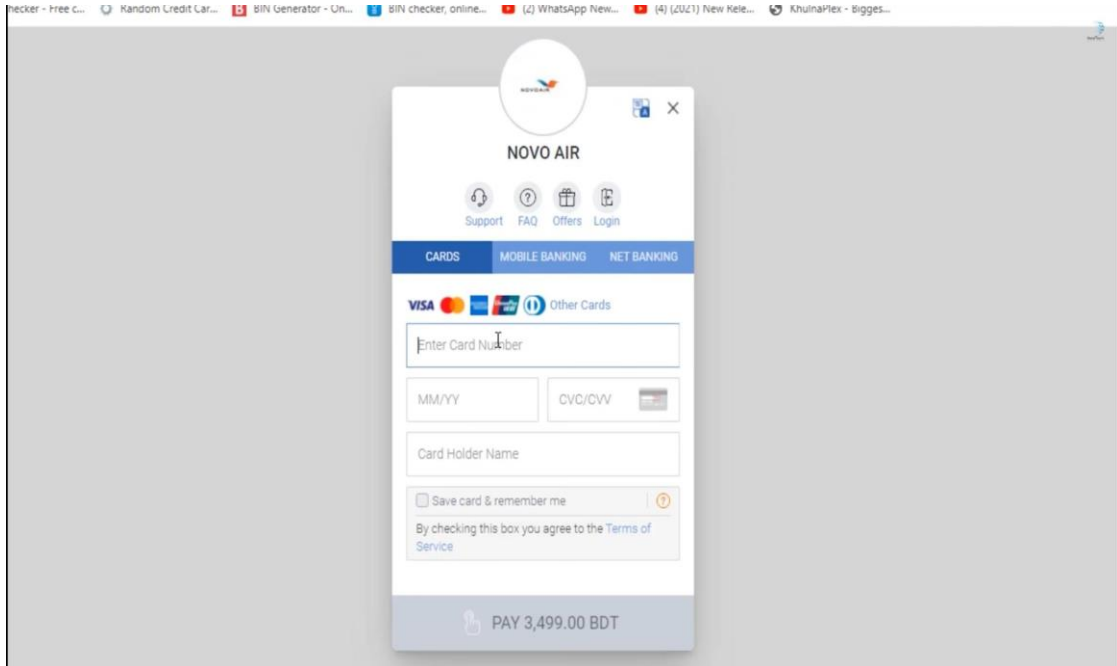 hecker - Free c... Random Credit Car... BIN Generator - On... BIN checker, online... (2) WhatsApp New... (4) (2021) New Rele... KhulnaPlex - Bigges...
NOVOAIR
NOVO AIR
Support FAQ Offers Login
CARDS MOBILE BANKING NET BANKING
VISA Other Cards
Enter Card Number
MM/YY CVC/CVV
Card Holder Name
Save card & remember me
By checking this box you agree to the Terms of
Service
PAY 3,499.00 BDT